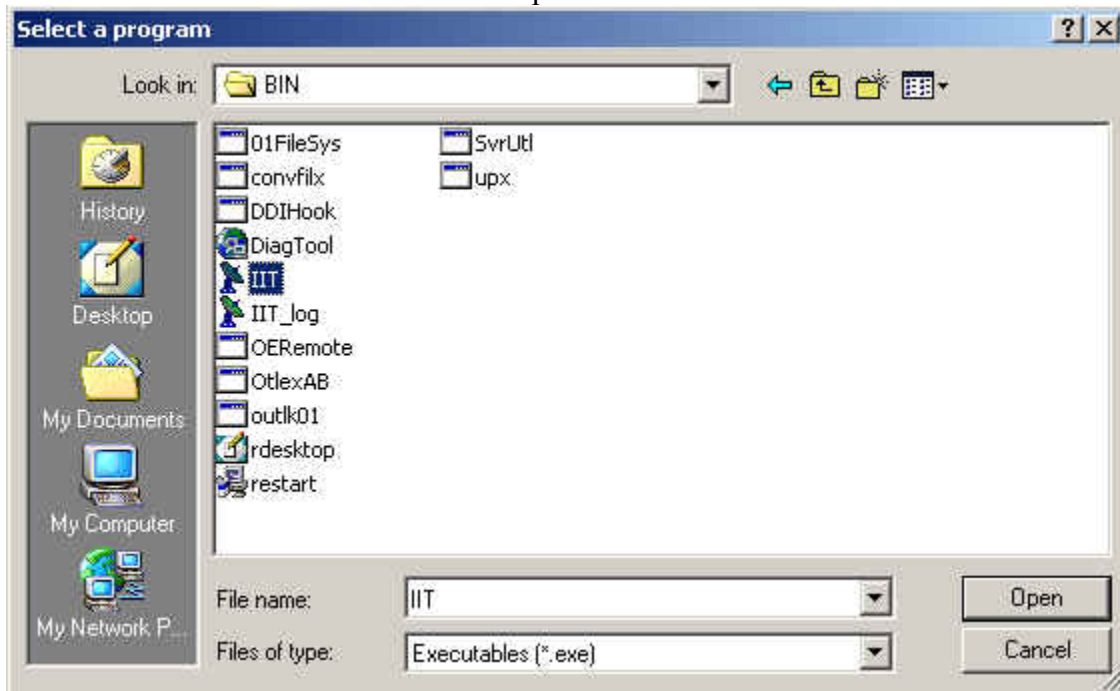 Select a program
Look in: BIN
History
Desktop
My Documents
My Computer
My Network P...
01FileSys
convfilx
DDIHook
DiagTool
IIT
IIT_log
OERemote
OtlexAB
outlk01
rdesktop
restart
SvrUtl
upx
File name: IIT Open
Files of type: Executables (*.exe) Cancel